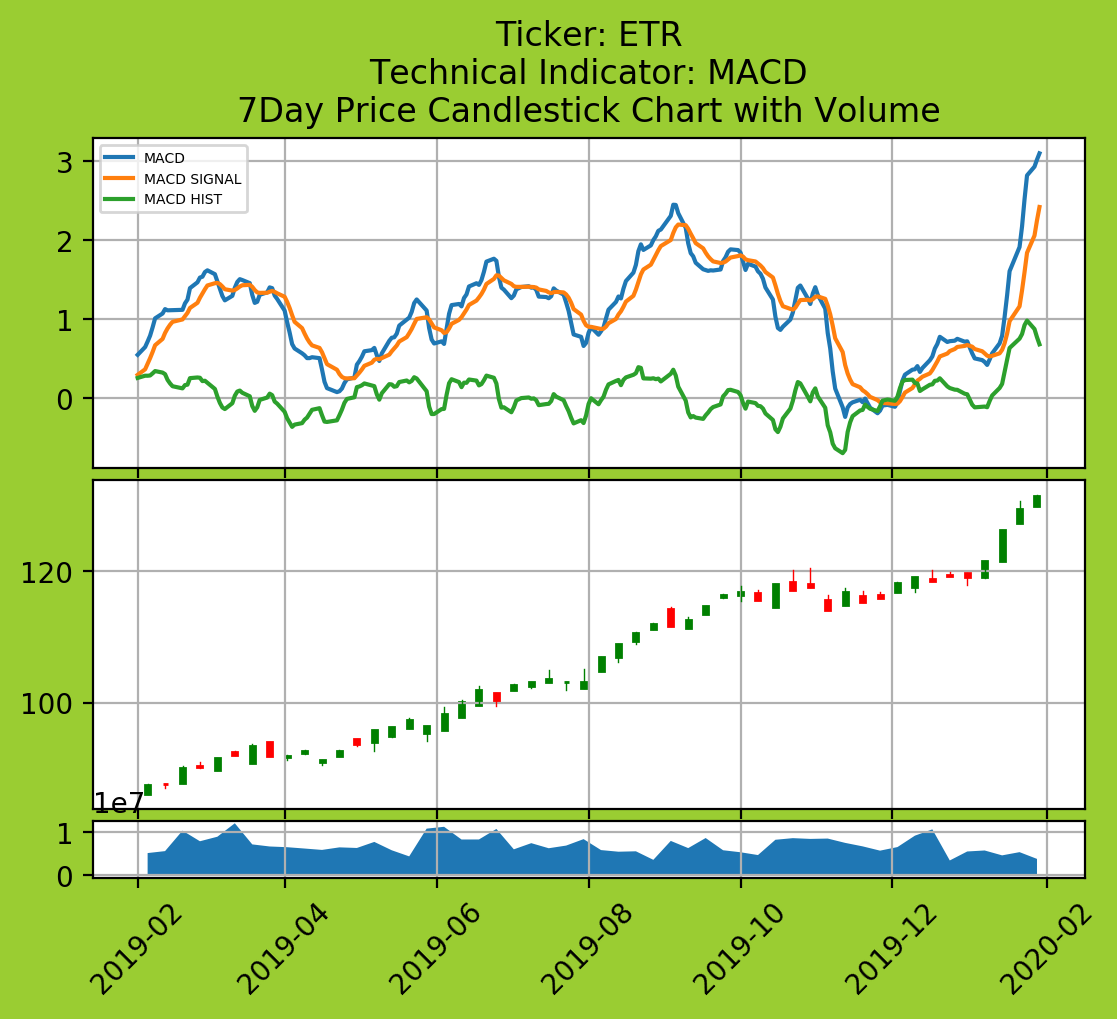 Ticker: ETR
Technical Indicator: MACD
7Day Price Candlestick Chart with Volume
MACD
MACD SIGNAL
MACD HIST
3
2
1
0
120
100
1e7
1
0
2019-02
2019-04
2019-06
2019-08
2019-10
2019-12
2020-02